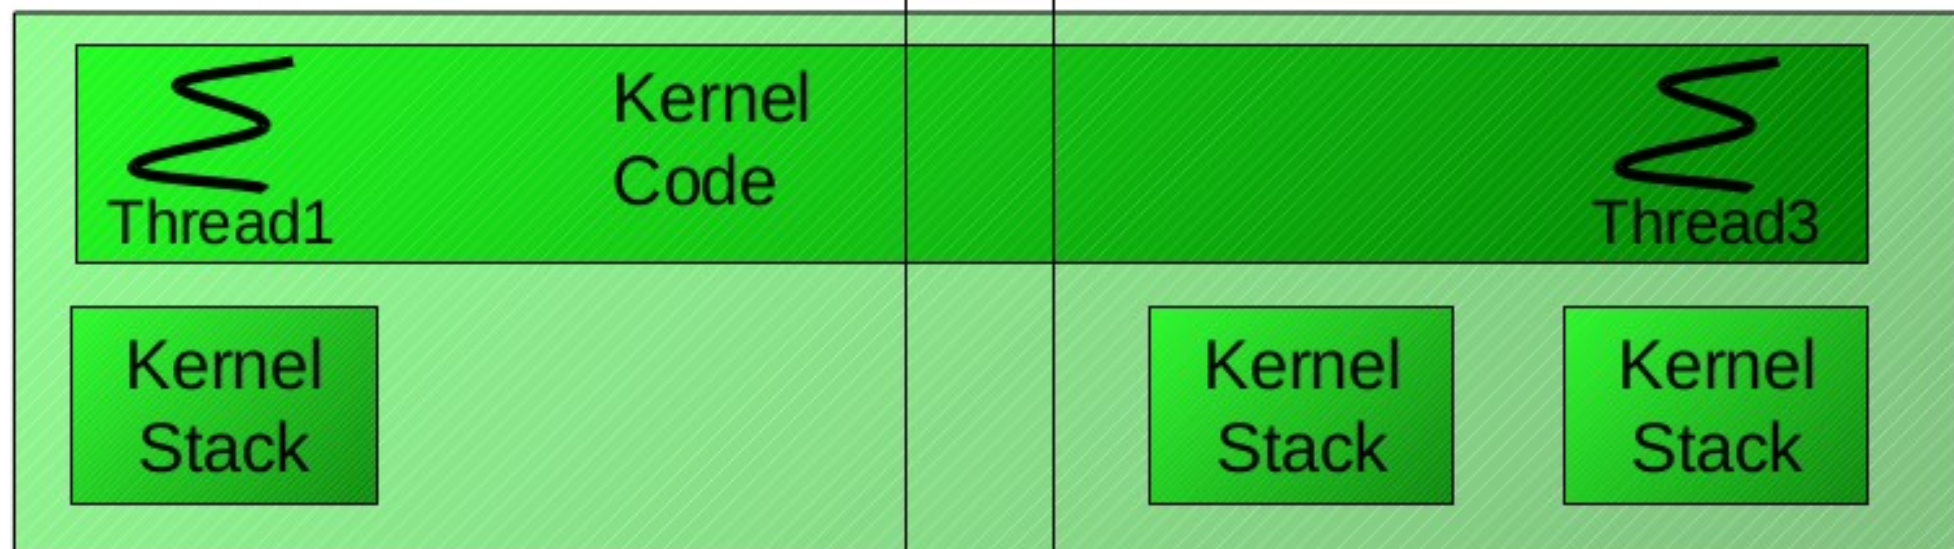 Kernel
Code
Thread1
Thread3
Kernel
Stack
Kernel
Stack
Kernel
Stack